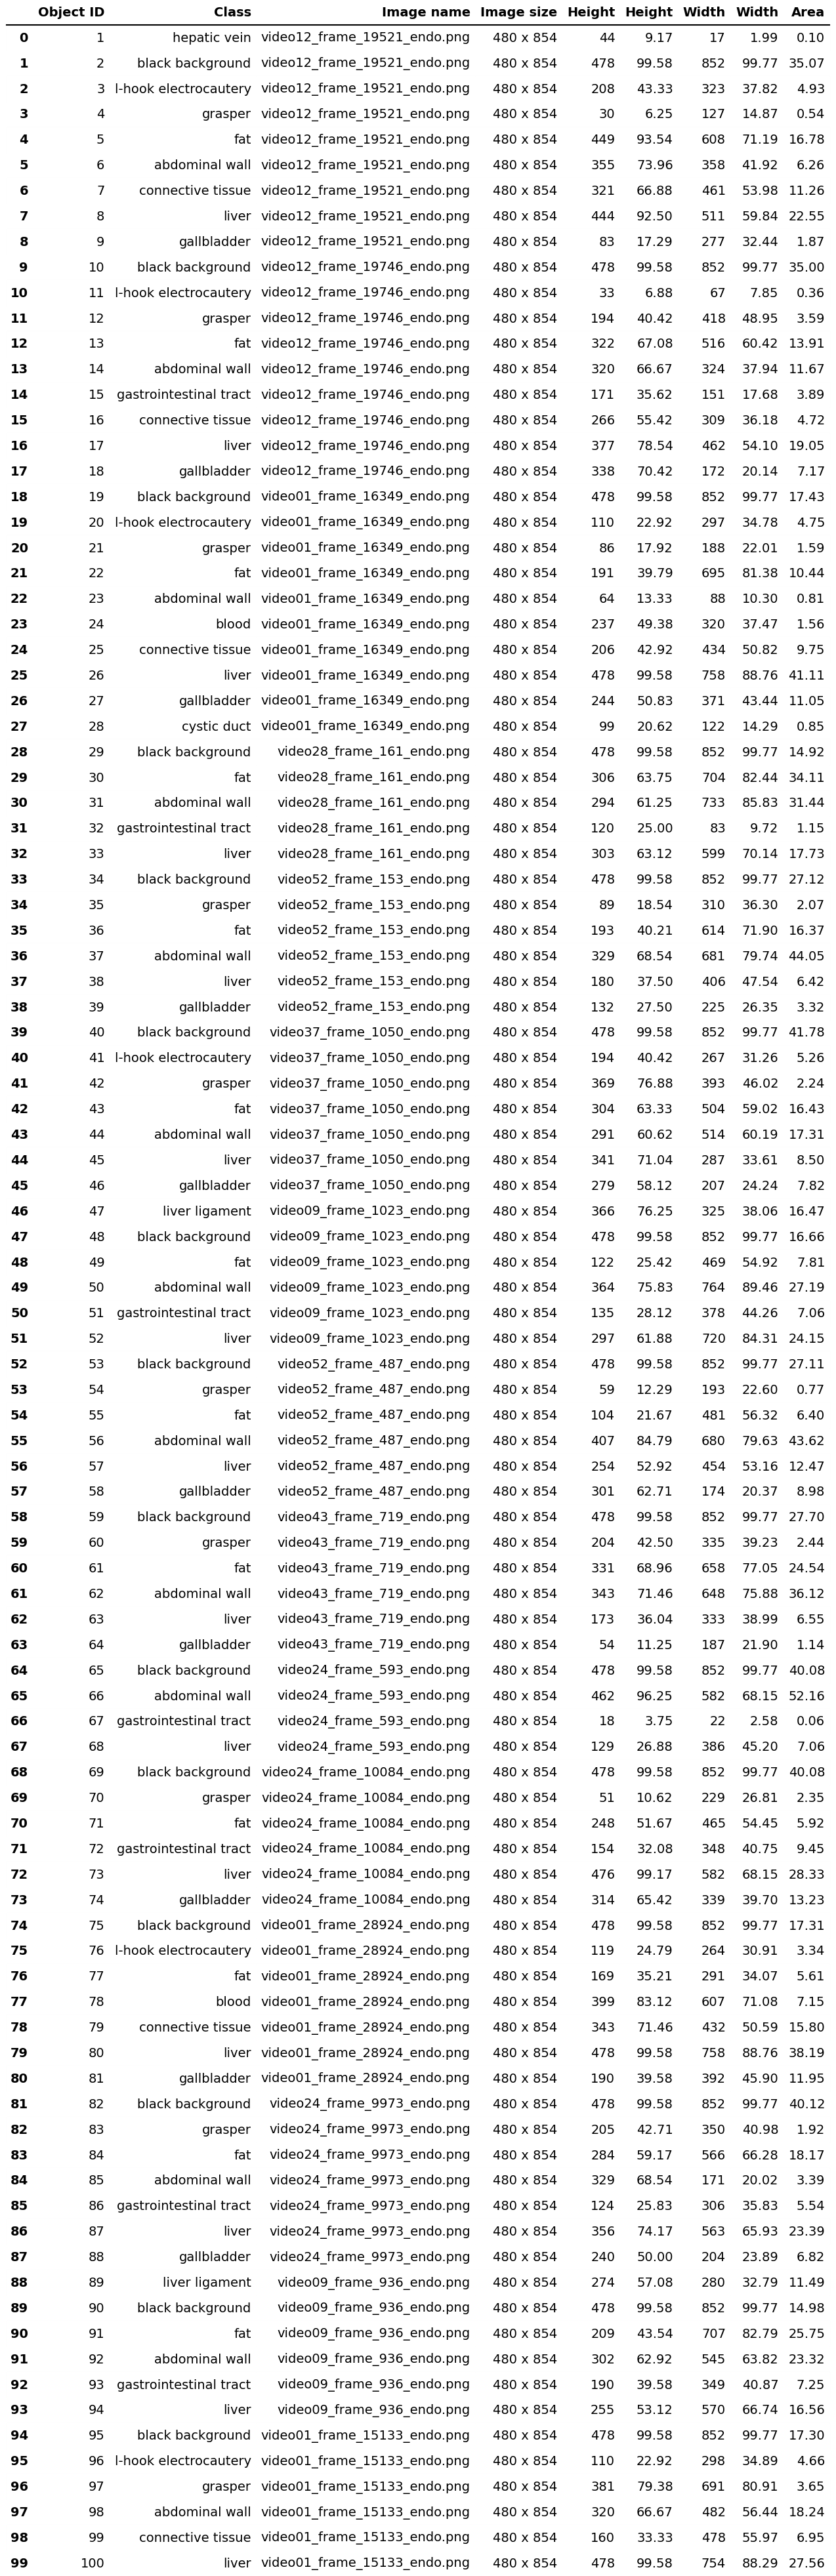 Object ID Class Image name Image size Height Height Width Width Area
0 1 hepatic vein video12_frame_19521_endo.png 480 x 854 44 9.17 17 1.99 0.10
1 2 black background video12_frame_19521_endo.png 480 x 854 478 99.58 852 99.77 35.07
2 3 l-hook electrocautery video12_frame_19521_endo.png 480 x 854 208 43.33 323 37.82 4.93
3 4 grasper video12_frame_19521_endo.png 480 x 854 30 6.25 127 14.87 0.54
4 5 fat video12_frame_19521_endo.png 480 x 854 449 93.54 608 71.19 16.78
5 6 abdominal wall video12_frame_19521_endo.png 480 x 854 355 73.96 358 41.92 6.26
6 7 connective tissue video12_frame_19521_endo.png 480 x 854 321 66.88 461 53.98 11.26
7 8 liver video12_frame_19521_endo.png 480 x 854 444 92.50 511 59.84 22.55
8 9 gallbladder video12_frame_19521_endo.png 480 x 854 83 17.29 277 32.44 1.87
9 10 black background video12_frame_19746_endo.png 480 x 854 478 99.58 852 99.77 35.00
10 11 l-hook electrocautery video12_frame_19746_endo.png 480 x 854 33 6.88 67 7.85 0.36
11 12 grasper video12_frame_19746_endo.png 480 x 854 194 40.42 418 48.95 3.59
12 13 fat video12_frame_19746_endo.png 480 x 854 322 67.08 516 60.42 13.91
13 14 abdominal wall video12_frame_19746_endo.png 480 x 854 320 66.67 324 37.94 11.67
14 15 gastrointestinal tract video12_frame_19746_endo.png 480 x 854 171 35.62 151 17.68 3.89
15 16 connective tissue video12_frame_19746_endo.png 480 x 854 266 55.42 309 36.18 4.72
16 17 liver video12_frame_19746_endo.png 480 x 854 377 78.54 462 54.10 19.05
17 18 gallbladder video12_frame_19746_endo.png 480 x 854 338 70.42 172 20.14 7.17
18 19 black background video01_frame_16349_endo.png 480 x 854 478 99.58 852 99.77 17.43
19 20 l-hook electrocautery video01_frame_16349_endo.png 480 x 854 110 22.92 297 34.78 4.75
20 21 grasper video01_frame_16349_endo.png 480 x 854 86 17.92 188 22.01 1.59
21 22 fat video01_frame_16349_endo.png 480 x 854 191 39.79 695 81.38 10.44
22 23 abdominal wall video01_frame_16349_endo.png 480 x 854 64 13.33 88 10.30 0.81
23 24 blood video01_frame_16349_endo.png 480 x 854 237 49.38 320 37.47 1.56
24 25 connective tissue video01_frame_16349_endo.png 480 x 854 206 42.92 434 50.82 9.75
25 26 liver video01_frame_16349_endo.png 480 x 854 478 99.58 758 88.76 41.11
26 27 gallbladder video01_frame_16349_endo.png 480 x 854 244 50.83 371 43.44 11.05
27 28 cystic duct video01_frame_16349_endo.png 480 x 854 99 20.62 122 14.29 0.85
28 29 black background video28_frame_161_endo.png 480 x 854 478 99.58 852 99.77 14.92
29 30 fat video28_frame_161_endo.png 480 x 854 306 63.75 704 82.44 34.11
30 31 abdominal wall video28_frame_161_endo.png 480 x 854 294 61.25 733 85.83 31.44
31 32 gastrointestinal tract video28_frame_161_endo.png 480 x 854 120 25.00 83 9.72 1.15
32 33 liver video28_frame_161_endo.png 480 x 854 303 63.12 599 70.14 17.73
33 34 black background video52_frame_153_endo.png 480 x 854 478 99.58 852 99.77 27.12
34 35 grasper video52_frame_153_endo.png 480 x 854 89 18.54 310 36.30 2.07
35 36 fat video52_frame_153_endo.png 480 x 854 193 40.21 614 71.90 16.37
36 37 abdominal wall video52_frame_153_endo.png 480 x 854 329 68.54 681 79.74 44.05
37 38 liver video52_frame_153_endo.png 480 x 854 180 37.50 406 47.54 6.42
38 39 gallbladder video52_frame_153_endo.png 480 x 854 132 27.50 225 26.35 3.32
39 40 black background video37_frame_1050_endo.png 480 x 854 478 99.58 852 99.77 41.78
40 41 l-hook electrocautery video37_frame_1050_endo.png 480 x 854 194 40.42 267 31.26 5.26
41 42 grasper video37_frame_1050_endo.png 480 x 854 369 76.88 393 46.02 2.24
42 43 fat video37_frame_1050_endo.png 480 x 854 304 63.33 504 59.02 16.43
43 44 abdominal wall video37_frame_1050_endo.png 480 x 854 291 60.62 514 60.19 17.31
44 45 liver video37_frame_1050_endo.png 480 x 854 341 71.04 287 33.61 8.50
45 46 gallbladder video37_frame_1050_endo.png 480 x 854 279 58.12 207 24.24 7.82
46 47 liver ligament video09_frame_1023_endo.png 480 x 854 366 76.25 325 38.06 16.47
47 48 black background video09_frame_1023_endo.png 480 x 854 478 99.58 852 99.77 16.66
48 49 fat video09_frame_1023_endo.png 480 x 854 122 25.42 469 54.92 7.81
49 50 abdominal wall video09_frame_1023_endo.png 480 x 854 364 75.83 764 89.46 27.19
50 51 gastrointestinal tract video09_frame_1023_endo.png 480 x 854 135 28.12 378 44.26 7.06
51 52 liver video09_frame_1023_endo.png 480 x 854 297 61.88 720 84.31 24.15
52 53 black background video52_frame_487_endo.png 480 x 854 478 99.58 852 99.77 27.11
53 54 grasper video52_frame_487_endo.png 480 x 854 59 12.29 193 22.60 0.77
54 55 fat video52_frame_487_endo.png 480 x 854 104 21.67 481 56.32 6.40
55 56 abdominal wall video52_frame_487_endo.png 480 x 854 407 84.79 680 79.63 43.62
56 57 liver video52_frame_487_endo.png 480 x 854 254 52.92 454 53.16 12.47
57 58 gallbladder video52_frame_487_endo.png 480 x 854 301 62.71 174 20.37 8.98
58 59 black background video43_frame_719_endo.png 480 x 854 478 99.58 852 99.77 27.70
59 60 grasper video43_frame_719_endo.png 480 x 854 204 42.50 335 39.23 2.44
60 61 fat video43_frame_719_endo.png 480 x 854 331 68.96 658 77.05 24.54
61 62 abdominal wall video43_frame_719_endo.png 480 x 854 343 71.46 648 75.88 36.12
62 63 liver video43_frame_719_endo.png 480 x 854 173 36.04 333 38.99 6.55
63 64 gallbladder video43_frame_719_endo.png 480 x 854 54 11.25 187 21.90 1.14
64 65 black background video24_frame_593_endo.png 480 x 854 478 99.58 852 99.77 40.08
65 66 abdominal wall video24_frame_593_endo.png 480 x 854 462 96.25 582 68.15 52.16
66 67 gastrointestinal tract video24_frame_593_endo.png 480 x 854 18 3.75 22 2.58 0.06
67 68 liver video24_frame_593_endo.png 480 x 854 129 26.88 386 45.20 7.06
68 69 black background video24_frame_10084_endo.png 480 x 854 478 99.58 852 99.77 40.08
69 70 grasper video24_frame_10084_endo.png 480 x 854 51 10.62 229 26.81 2.35
70 71 fat video24_frame_10084_endo.png 480 x 854 248 51.67 465 54.45 5.92
71 72 gastrointestinal tract video24_frame_10084_endo.png 480 x 854 154 32.08 348 40.75 9.45
72 73 liver video24_frame_10084_endo.png 480 x 854 476 99.17 582 68.15 28.33
73 74 gallbladder video24_frame_10084_endo.png 480 x 854 314 65.42 339 39.70 13.23
74 75 black background video01_frame_28924_endo.png 480 x 854 478 99.58 852 99.77 17.31
75 76 l-hook electrocautery video01_frame_28924_endo.png 480 x 854 119 24.79 264 30.91 3.34
76 77 fat video01_frame_28924_endo.png 480 x 854 169 35.21 291 34.07 5.61
77 78 blood video01_frame_28924_endo.png 480 x 854 399 83.12 607 71.08 7.15
78 79 connective tissue video01_frame_28924_endo.png 480 x 854 343 71.46 432 50.59 15.80
79 80 liver video01_frame_28924_endo.png 480 x 854 478 99.58 758 88.76 38.19
80 81 gallbladder video01_frame_28924_endo.png 480 x 854 190 39.58 392 45.90 11.95
81 82 black background video24_frame_9973_endo.png 480 x 854 478 99.58 852 99.77 40.12
82 83 grasper video24_frame_9973_endo.png 480 x 854 205 42.71 350 40.98 1.92
83 84 fat video24_frame_9973_endo.png 480 x 854 284 59.17 566 66.28 18.17
84 85 abdominal wall video24_frame_9973_endo.png 480 x 854 329 68.54 171 20.02 3.39
85 86 gastrointestinal tract video24_frame_9973_endo.png 480 x 854 124 25.83 306 35.83 5.54
86 87 liver video24_frame_9973_endo.png 480 x 854 356 74.17 563 65.93 23.39
87 88 gallbladder video24_frame_9973_endo.png 480 x 854 240 50.00 204 23.89 6.82
88 89 liver ligament video09_frame_936_endo.png 480 x 854 274 57.08 280 32.79 11.49
89 90 black background video09_frame_936_endo.png 480 x 854 478 99.58 852 99.77 14.98
90 91 fat video09_frame_936_endo.png 480 x 854 209 43.54 707 82.79 25.75
91 92 abdominal wall video09_frame_936_endo.png 480 x 854 302 62.92 545 63.82 23.32
92 93 gastrointestinal tract video09_frame_936_endo.png 480 x 854 190 39.58 349 40.87 7.25
93 94 liver video09_frame_936_endo.png 480 x 854 255 53.12 570 66.74 16.56
94 95 black background video01_frame_15133_endo.png 480 x 854 478 99.58 852 99.77 17.30
95 96 l-hook electrocautery video01_frame_15133_endo.png 480 x 854 110 22.92 298 34.89 4.66
96 97 grasper video01_frame_15133_endo.png 480 x 854 381 79.38 691 80.91 3.65
97 98 abdominal wall video01_frame_15133_endo.png 480 x 854 320 66.67 482 56.44 18.24
98 99 connective tissue video01_frame_15133_endo.png 480 x 854 160 33.33 478 55.97 6.95
99 100 liver video01_frame_15133_endo.png 480 x 854 478 99.58 754 88.29 27.56